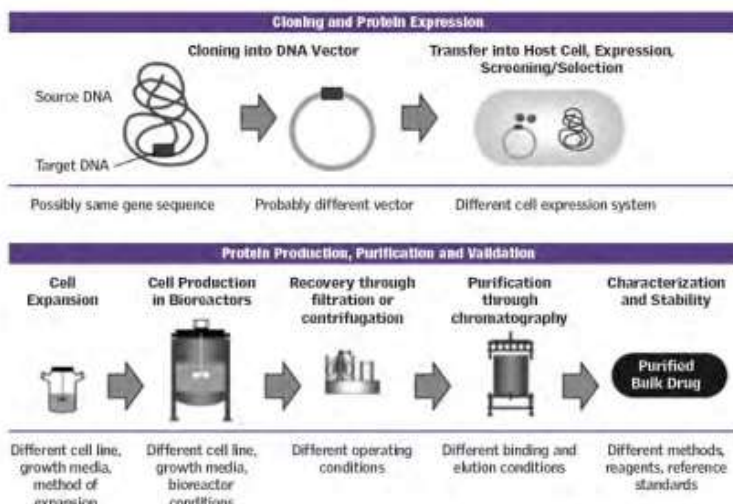 Cloning and Protein Expression
Cloning into DNA Vector
Transfer into Host Cell, Expression,
Screening/Selection
Source DNA
Target DNA
Possibly same gene sequence
Probably different vector
Different cell expression system
Protein Production, Purification and Validation
Cell
Expansion
Cell Production
in Bioreactors
Recovery through
filtration or
centrifugation
Purification
through
chromatography
Characterization
and Stability
Purified
Bulk Drug
Different cell line,
growth media,
method of
expansion
Different cell line,
growth media,
bioreactor
conditions
Different operating
conditions
Different binding and
elution conditions
Different methods,
reagents, reference
standards